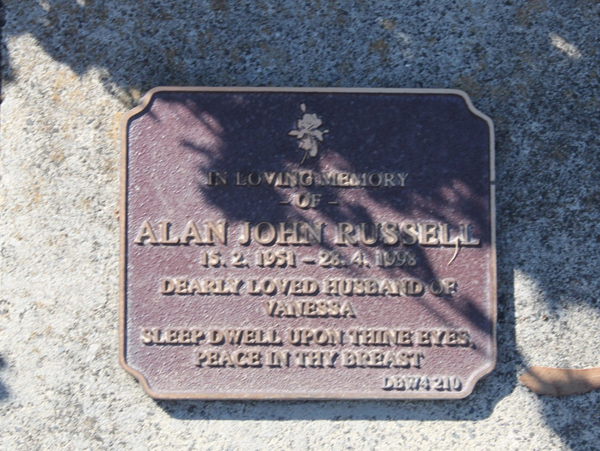 IN LOVING MEMORY
– OF –
ALAN JOHN RUSSELL
15. 2. 1951 – 28. 4. 1998
DEARLY LOVED HUSBAND OF
VANESSA
SLEEP DWELL UPON THINE EYES,
PEACE IN THY BREAST
DBW4 210